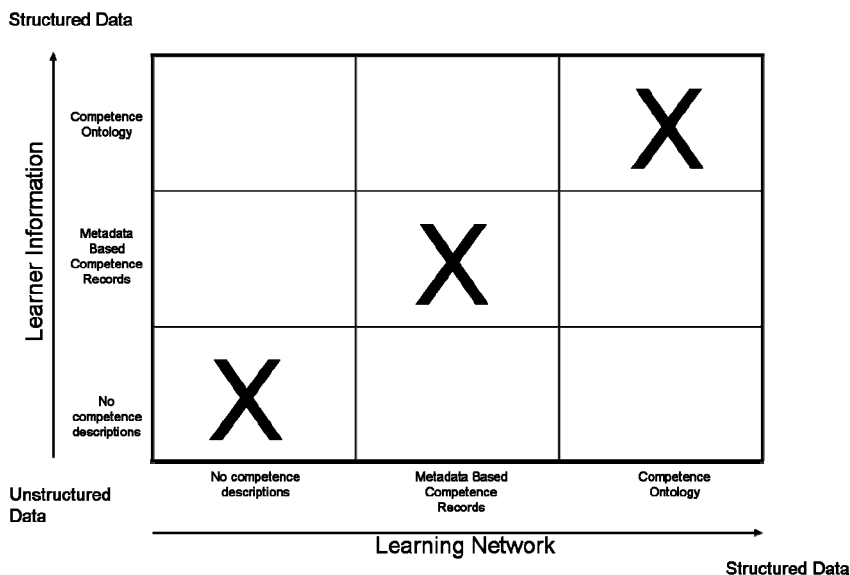 Structured Data
Learner Information
Competence
Ontology
X
Metadata
Based
Competence
Records
X
No
competence
descriptions
X
Unstructured
Data
No competence
descriptions
Metadata Based
Competence
Records
Competence
Ontology
Learning Network
Structured Data